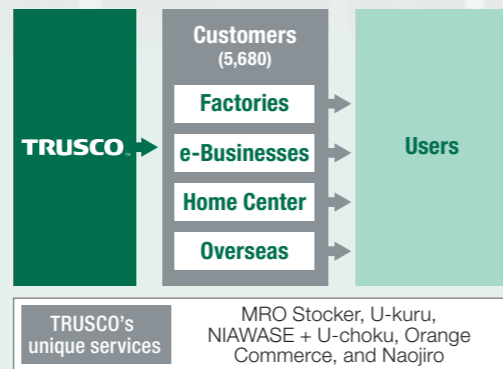 TRUSCO
Customers
(5,680)
Factories
e-Businesses
Home Center
Overseas
Users
TRUSCO's
unique services
MRO Stocker, U-kuru,
NIAWASE + U-choku, Orange
Commerce, and Naojiro